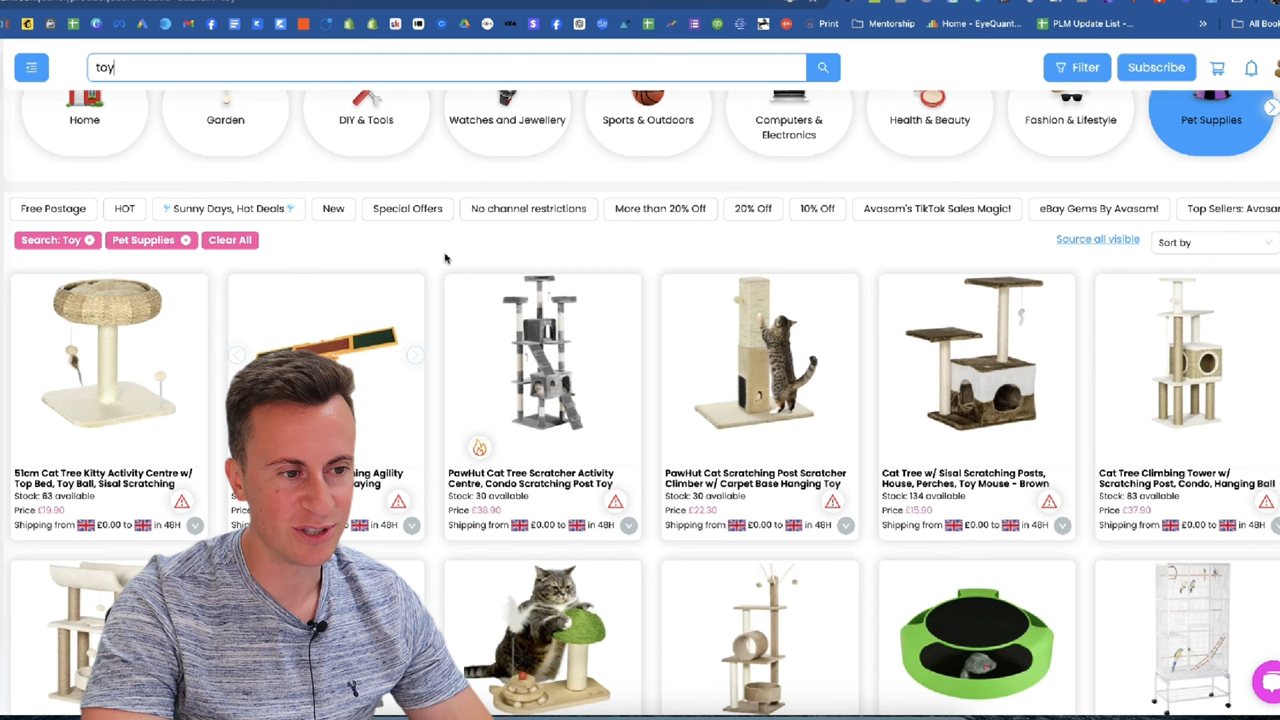 Print
Mentorship
Home - EyeQuant...
PLM Update List -...
All Boo
toy
Filter
Subscribe
Home
Garden
DIY & Tools
Watches and Jewellery
Sports & Outdoors
Computers &
Electronics
Health & Beauty
Fashion & Lifestyle
Pet Supplies
Free Postage
HOT
Sunny Days, Hot Deals
New
Special Offers
No channel restrictions
More than 20% Off
20% Off
10% Off
Avasam's TikTok Sales Magic!
eBay Gems By Avasam!
Top Sellers: Avasam
Search: Toy
Pet Supplies
Clear All
Source all visible
Sort by
51cm Cat Tree Kitty Activity Centre w/
Top Bed, Toy Ball, Sisal Scratching
Stock: 63 available
Price £19.90
Shipping from £0.00 to in 48H
ing Agility
aying
in 48H
PawHut Cat Tree Scratcher Activity
Centre, Condo Scratching Post Toy
Stock: 30 available
Price £38.90
Shipping from £0.00 to in 48H
PawHut Cat Scratching Post Scratcher
Climber w/ Carpet Base Hanging Toy
Stock: 30 available
Price £22.30
Shipping from £0.00 to in 48H
Cat Tree w/ Sisal Scratching Posts,
House, Perches, Toy Mouse - Brown
Stock: 134 available
Price £15.90
Shipping from £0.00 to in 48H
Cat Tree Climbing Tower w/
Scratching Post, Condo, Hanging Ball
Stock: 83 available
Price £37.90
Shipping from £0.00 to in 48H